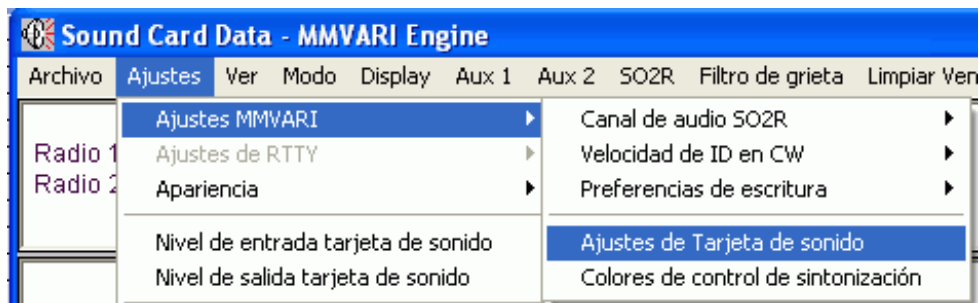 Sound Card Data - MMVARI Engine
Archivo Ajustes Ver Modo Display Aux 1 Aux 2 SO2R Filtro de grieta Limpiar Ven
Radio 1
Radio 2
Ajustes MMVARI
Ajustes de RTTY
Apariencia
Nivel de entrada tarjeta de sonido
Nivel de salida tarjeta de sonido
Canal de audio SO2R
Velocidad de ID en CW
Preferencias de escritura
Ajustes de Tarjeta de sonido
Colores de control de sintonización